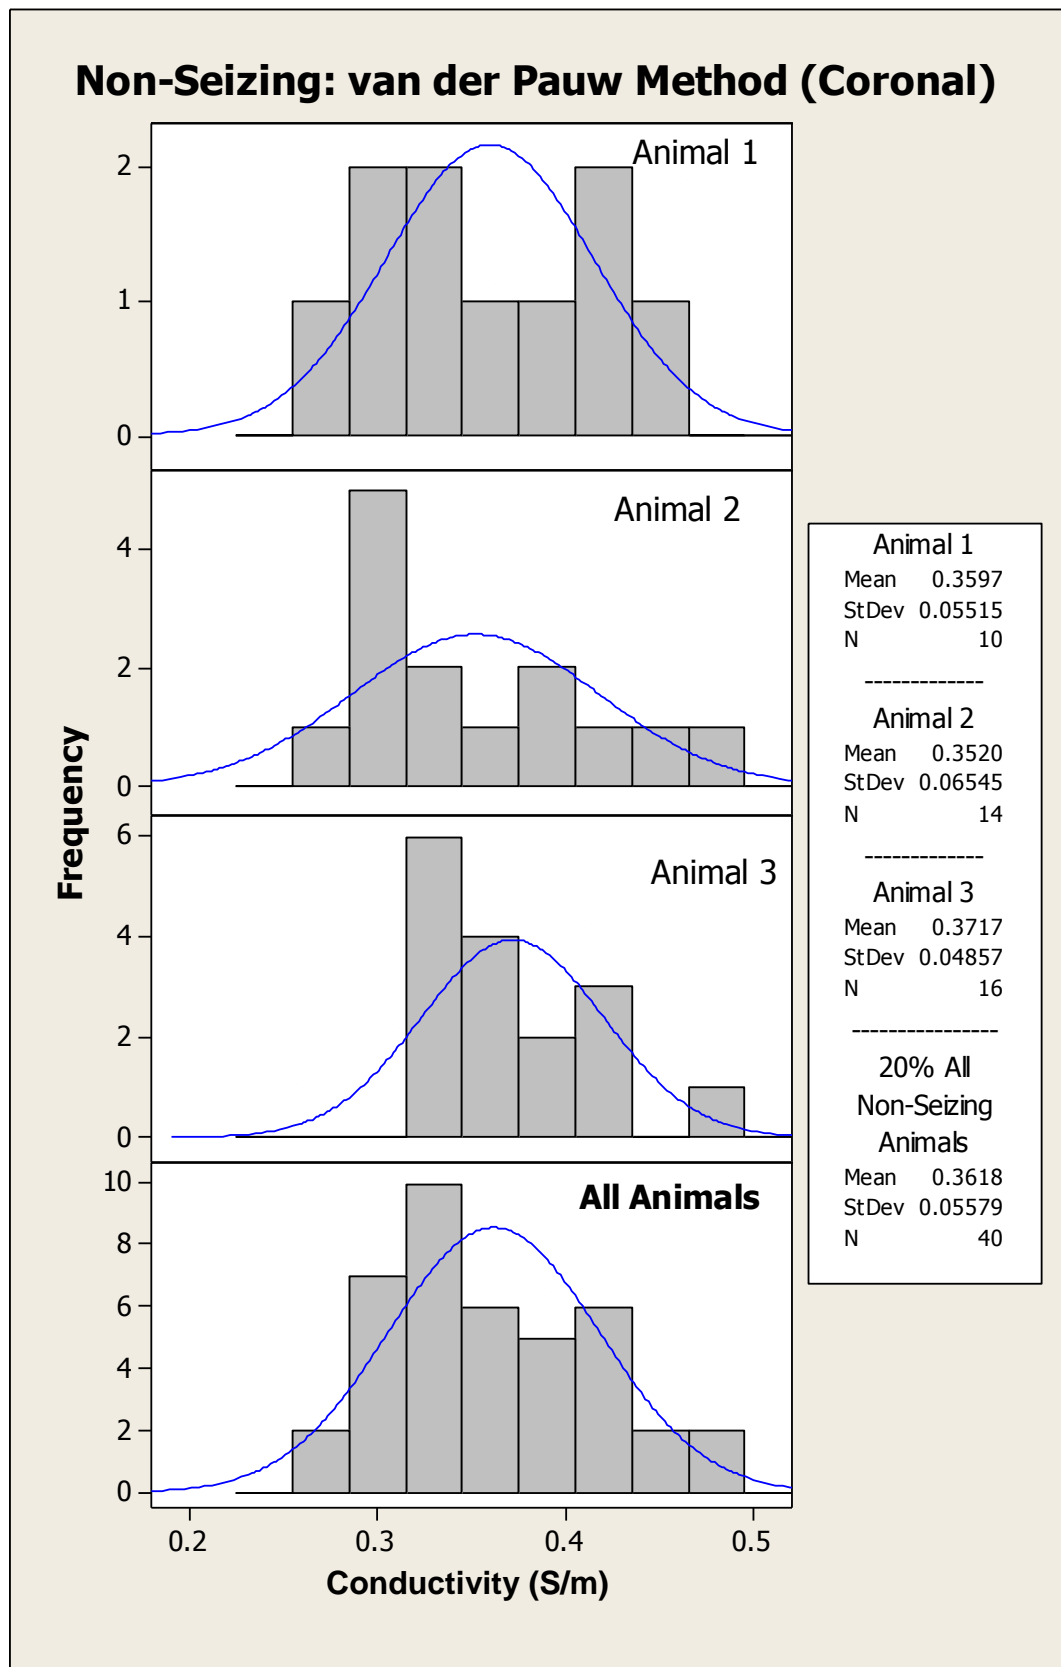 Non-Seizing: van der Pauw Method (Coronal)
Animal 1
2
1
0
Animal 2
4
2
0
Animal 3
6
4
2
0
All Animals
10
8
6
4
2
0
Frequency
0.2 0.3 0.4 0.5
Conductivity (S/m)
Animal 1
Mean 0.3597
StDev 0.05515
N 10
-------------
Animal 2
Mean 0.3520
StDev 0.06545
N 14
-------------
Animal 3
Mean 0.3717
StDev 0.04857
N 16
----------------
20% All
Non-Seizing
Animals
Mean 0.3618
StDev 0.05579
N 40